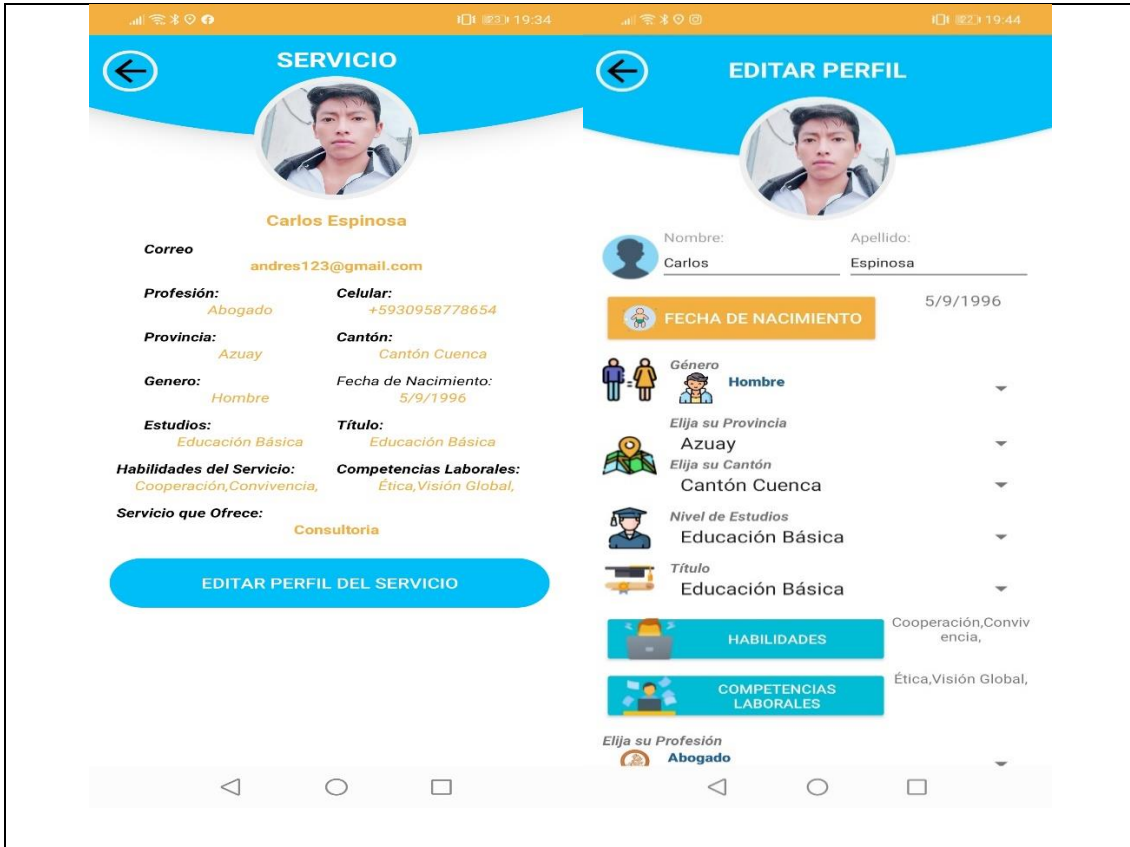 19:34
SERVICIO
Carlos Espinosa
Correo
andres123@gmail.com
Profesión: Celular:
Abogado +5930958778654
Provincia: Cantón:
Azuay Cantón Cuenca
Genero: Fecha de Nacimiento:
Hombre 5/9/1996
Estudios: Título:
Educación Básica Educación Básica
Habilidades del Servicio: Competencias Laborales:
Cooperación,Convivencia, Ética,Visión Global,
Servicio que Ofrece:
Consultoria
EDITAR PERFIL DEL SERVICIO
19:44
EDITAR PERFIL
Nombre: Apellido:
Carlos Espinosa
FECHA DE NACIMIENTO 5/9/1996
Género
Hombre
Elija su Provincia
Azuay
Elija su Cantón
Cantón Cuenca
Nivel de Estudios
Educación Básica
Título
Educación Básica
HABILIDADES Cooperación,Conviv
encia,
COMPETENCIAS Ética,Visión Global,
LABORALES
Elija su Profesión
Abogado